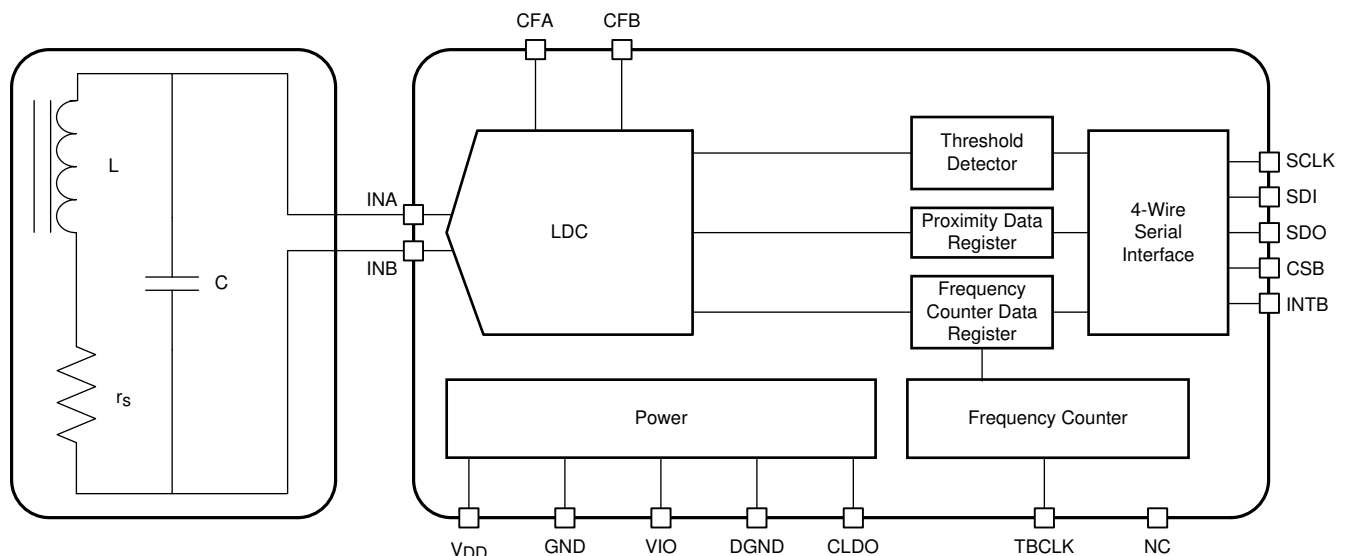 CFA
CFB
L
C
rs
INA
INB
LDC
Threshold
Detector
Proximity Data
Register
Frequency
Counter Data
Register
4-Wire
Serial
Interface
SCLK
SDI
SDO
CSB
INTB
Power
Frequency Counter
VDD
GND
VIO
DGND
CLDO
TBCLK
NC